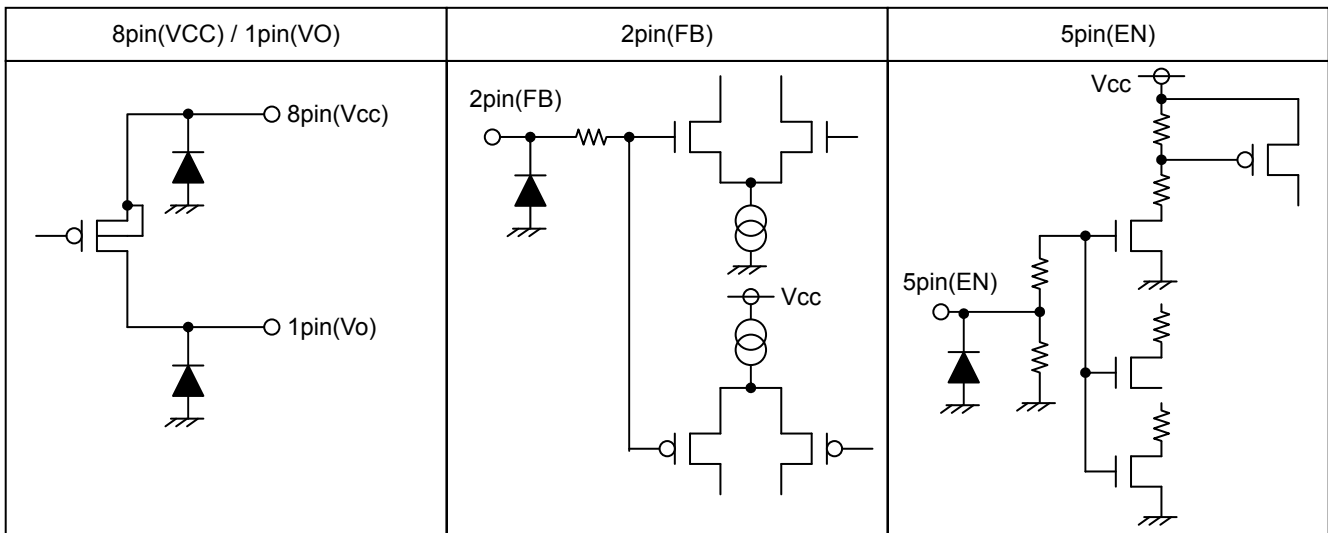 8pin(VCC) / 1pin(VO)
2pin(FB)
5pin(EN)
8pin(Vcc)
1pin(Vo)
2pin(FB)
Vcc
Vcc
5pin(EN)